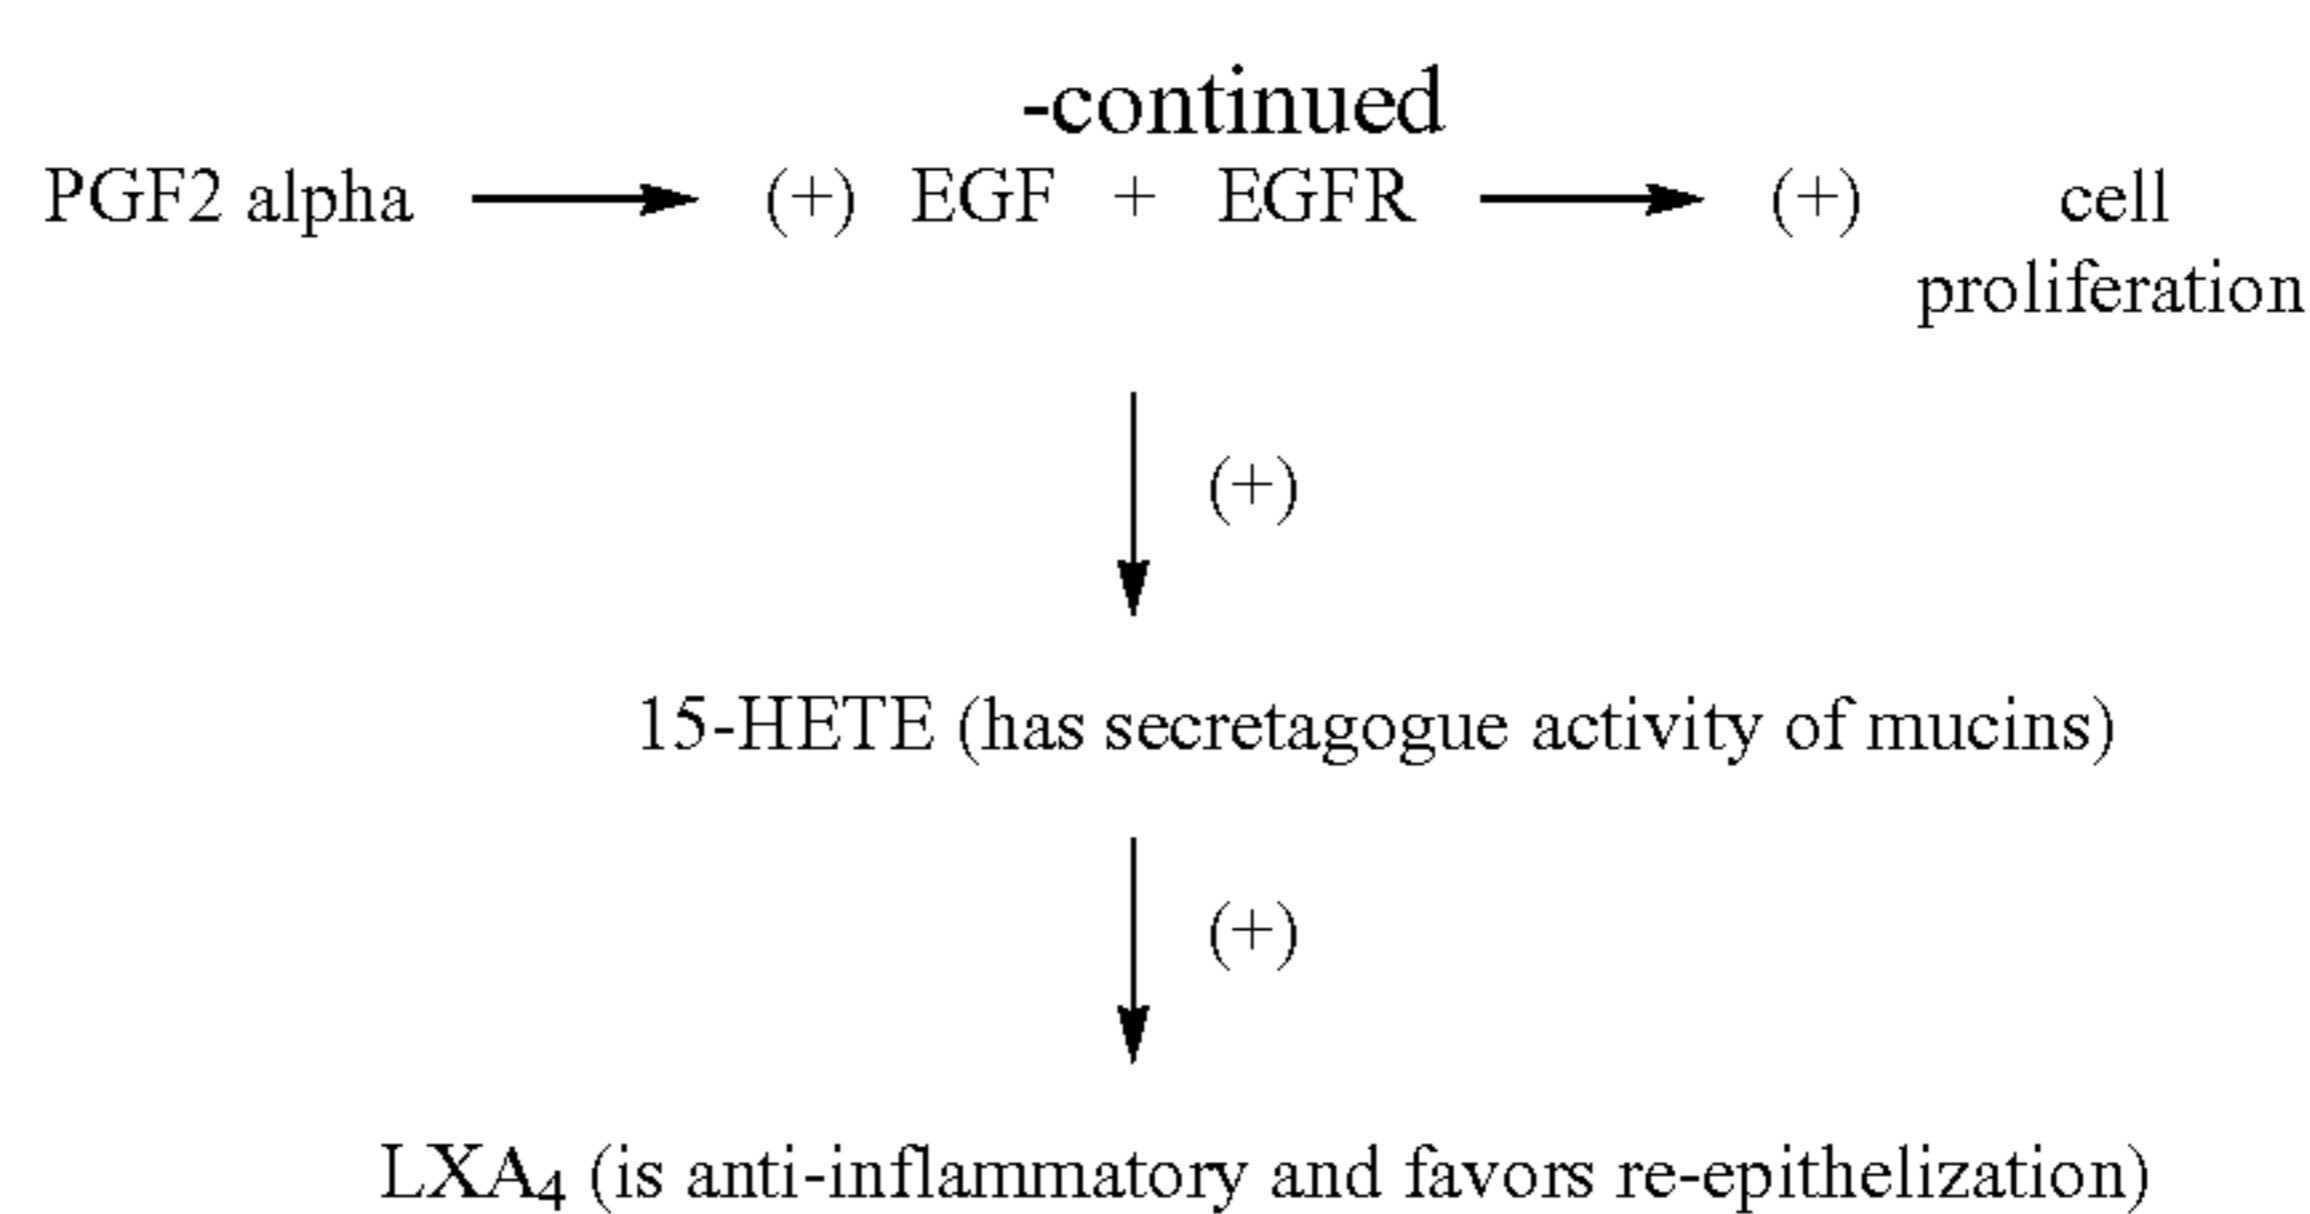 -continued
PGF2 alpha (+) EGF + EGFR (+) cell
proliferation
(+)
15-HETE (has secretagogue activity of mucins)
(+)
LXA4 (is anti-inflammatory and favors re-epithelization)